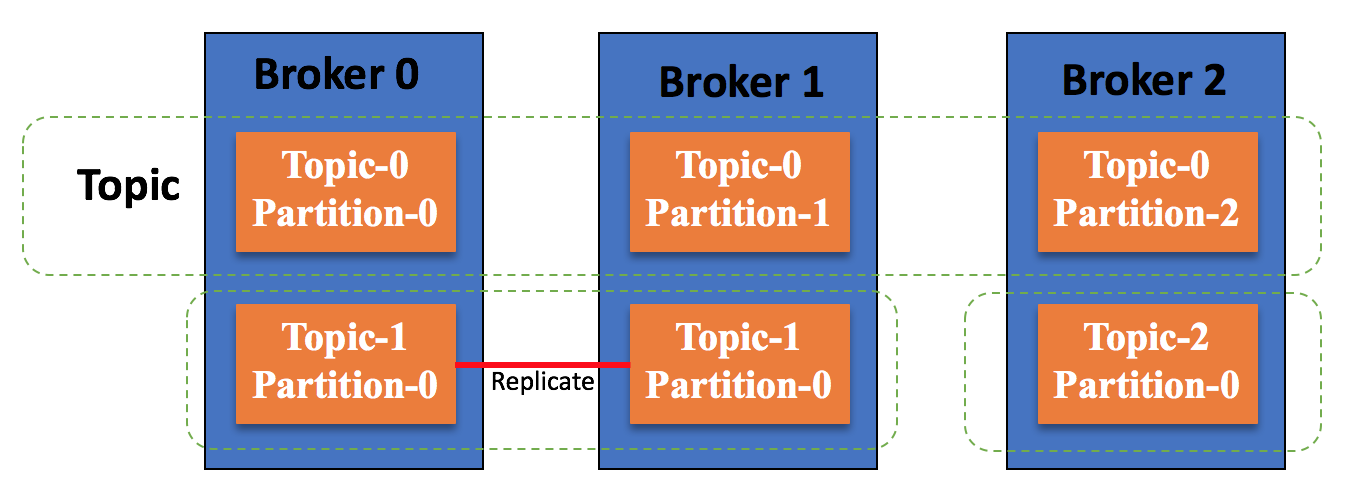 Broker 0
Broker 1
Broker 2
Topic
Topic-0
Partition-0
Topic-0
Partition-1
Topic-0
Partition-2
Topic-1
Partition-0
Replicate
Topic-1
Partition-0
Topic-2
Partition-0